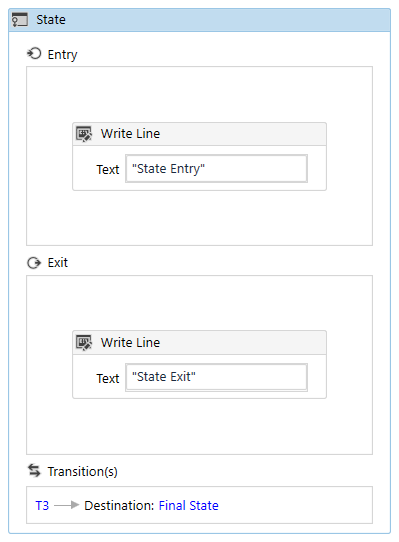 State
Entry
Write Line
Text "State Entry"
Exit
Write Line
Text "State Exit"
Transition(s)
T3 Destination: Final State